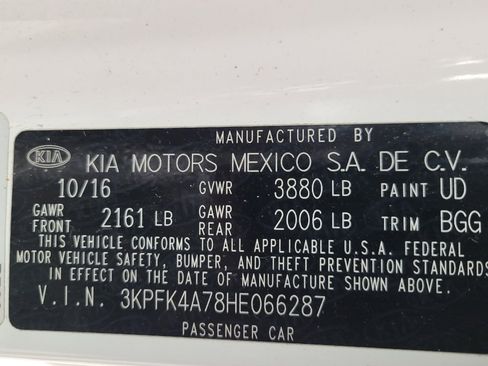 MANUFACTURED BY
KIA KIA MOTORS MEXICO S.A. DE C.V.
10/16 GVWR 3880 LB PAINT UD
GAWR FRONT 2161 LB GAWR REAR 2006 LB TRIM BGG
THIS VEHICLE CONFORMS TO ALL APPLICABLE U.S.A. FEDERAL
MOTOR VEHICLE SAFETY, BUMPER, AND THEFT PREVENTION STANDARDS
IN EFFECT ON THE DATE OF MANUFACTURE SHOWN ABOVE.
V.I.N. 3KPFK4A78HE066287
PASSENGER CAR